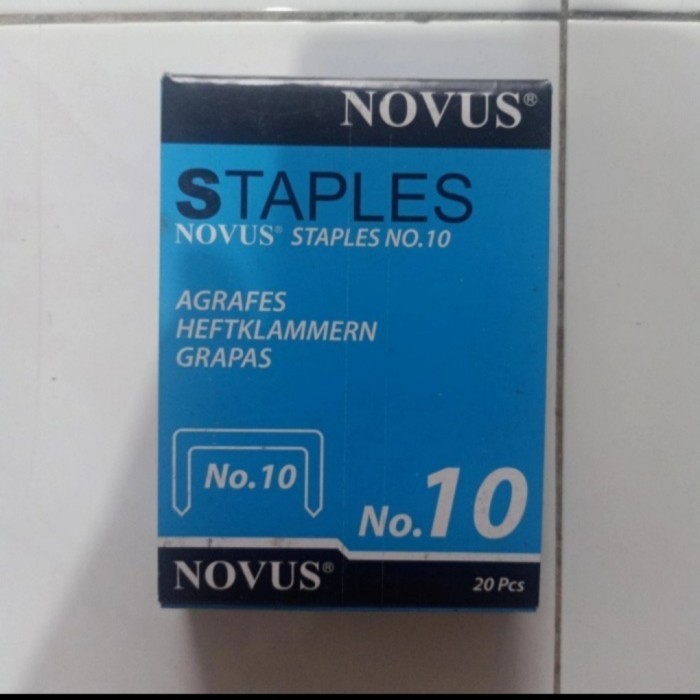 NOVUS®
STAPLES
NOVUS® STAPLES NO.10
AGRAFES
HEFTKLAMMERN
GRAPAS
No.10
No.10
NOVUS®
20 Pcs